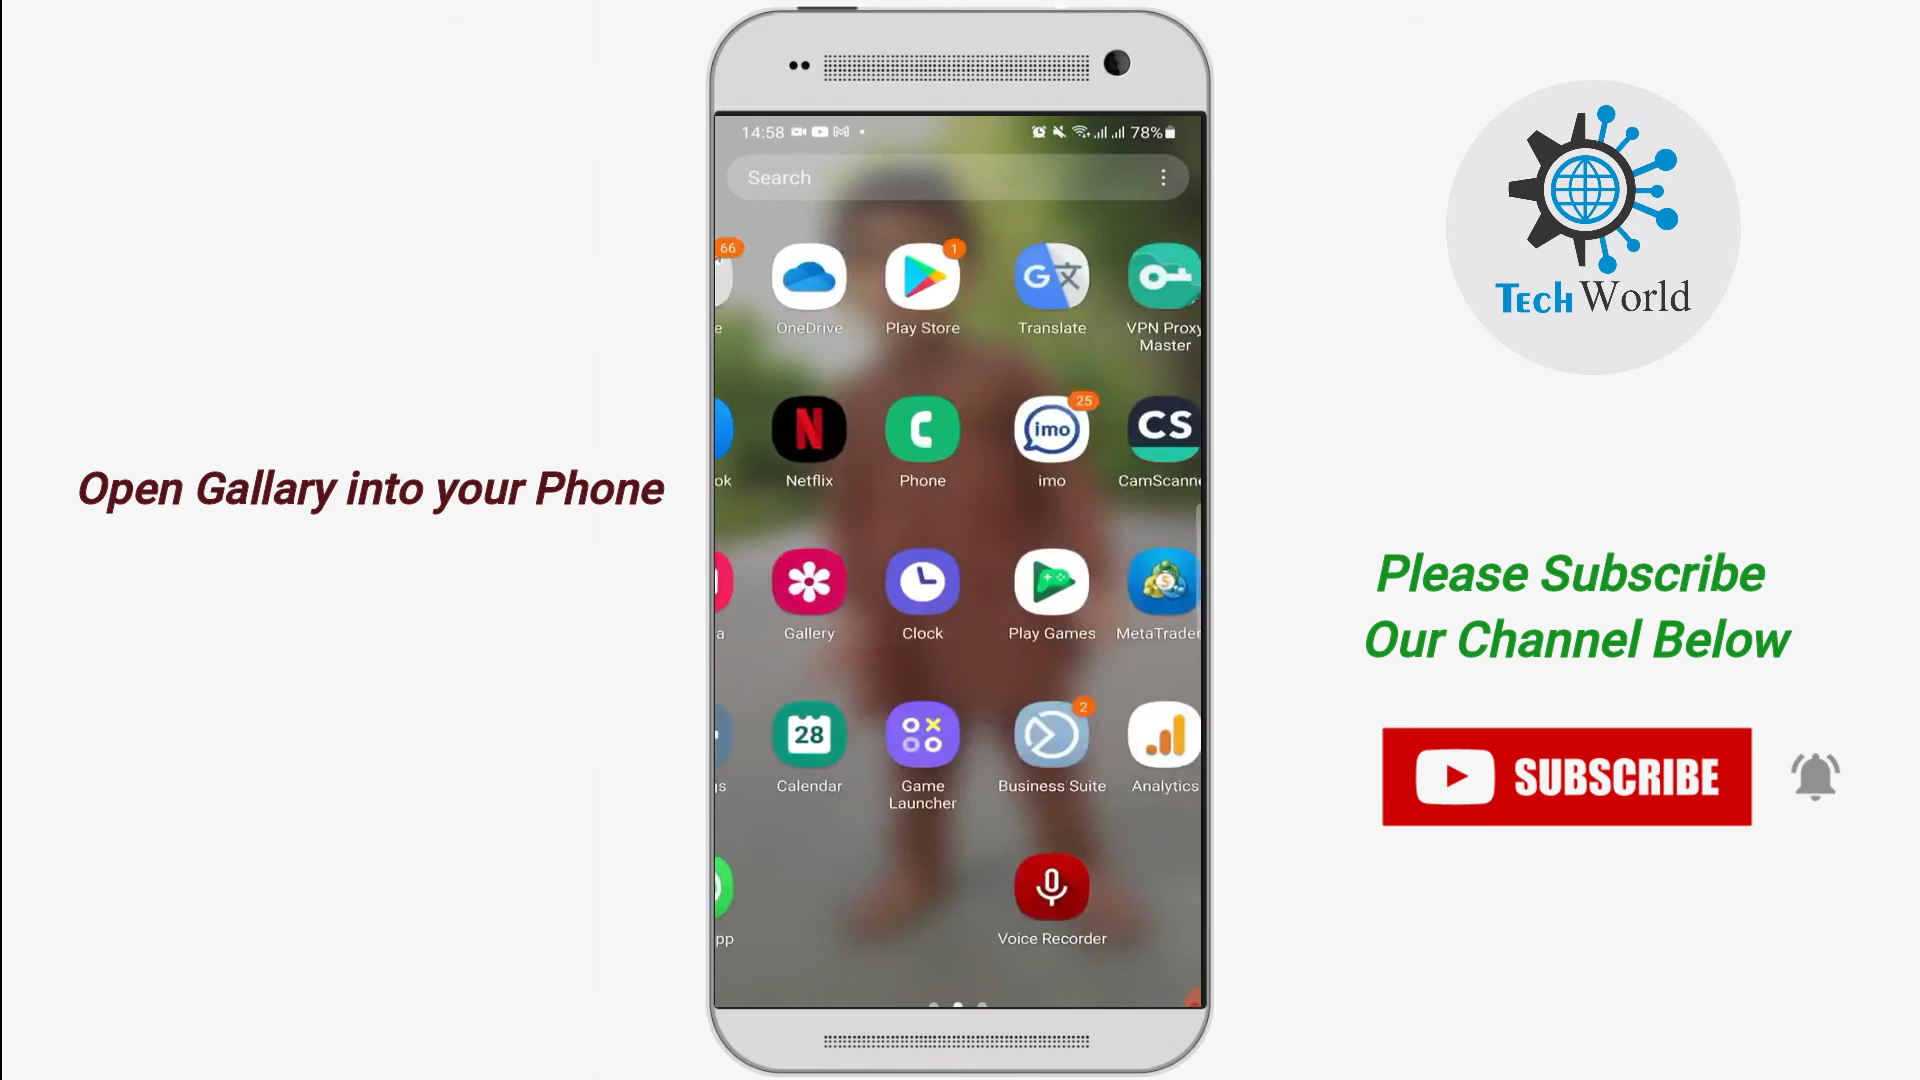 14:58
78%
Search
66
1
e
OneDrive
Play Store
Translate
VPN Proxy
Master
25
N
imo
CS
ok
Netflix
Phone
imo
CamScanne
a
Gallery
Clock
Play Games
MetaTrader
28
2
gs
Calendar
Game
Launcher
Business Suite
Analytics
pp
Voice Recorder
Open Gallary into your Phone
Tech World
Please Subscribe
Our Channel Below
SUBSCRIBE